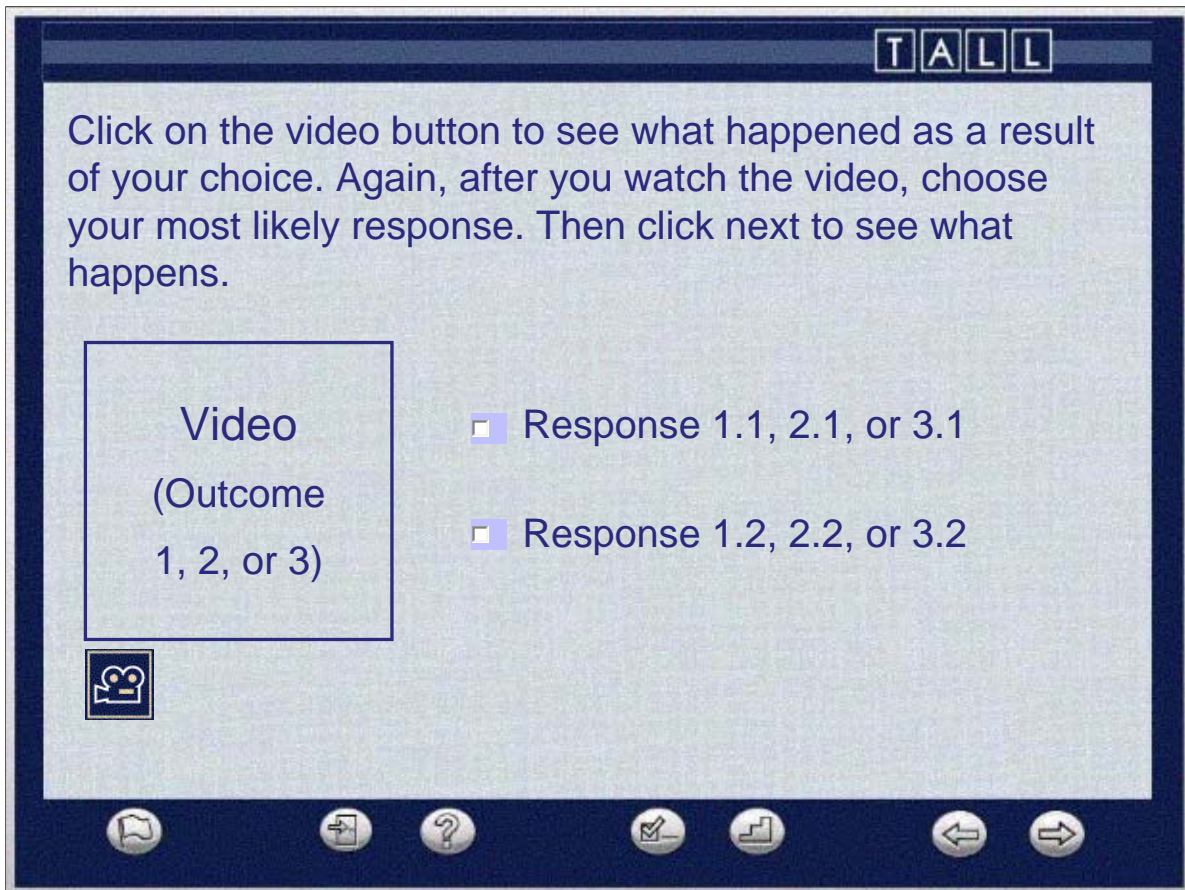 TALL
Click on the video button to see what happened as a result
of your choice. Again, after you watch the video, choose
your most likely response. Then click next to see what
happens.
Video
(Outcome
1, 2, or 3)
Response 1.1, 2.1, or 3.1
Response 1.2, 2.2, or 3.2
?